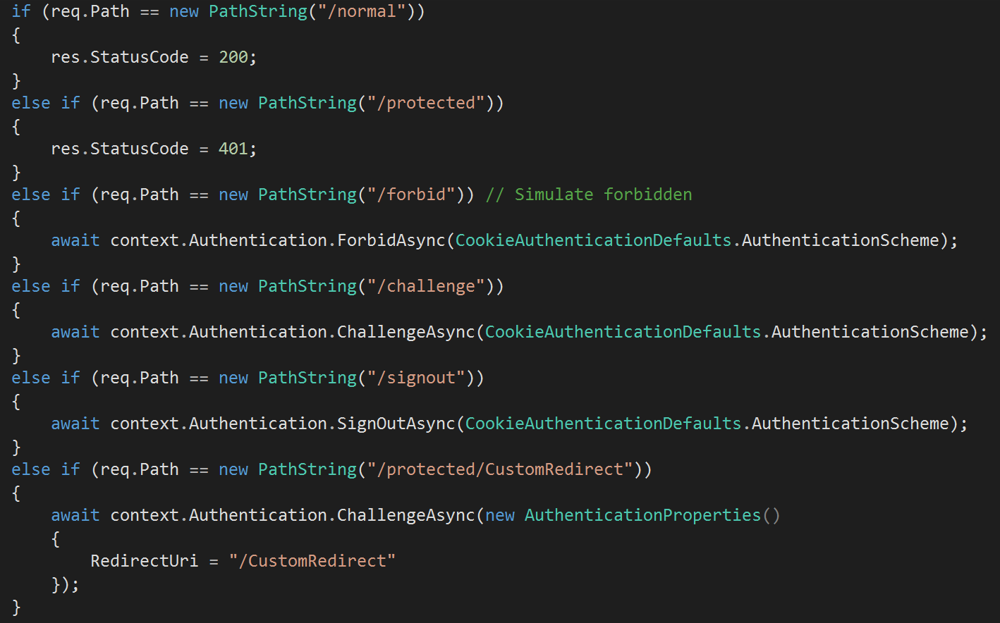 if (req.Path == new PathString("/normal"))
{
    res.StatusCode = 200;
}
else if (req.Path == new PathString("/protected"))
{
    res.StatusCode = 401;
}
else if (req.Path == new PathString("/forbid")) // Simulate forbidden
{
    await context.Authentication.ForbidAsync(CookieAuthenticationDefaults.AuthenticationScheme);
}
else if (req.Path == new PathString("/challenge"))
{
    await context.Authentication.ChallengeAsync(CookieAuthenticationDefaults.AuthenticationScheme);
}
else if (req.Path == new PathString("/signout"))
{
    await context.Authentication.SignOutAsync(CookieAuthenticationDefaults.AuthenticationScheme);
}
else if (req.Path == new PathString("/protected/CustomRedirect"))
{
    await context.Authentication.ChallengeAsync(new AuthenticationProperties()
    {
        RedirectUri = "/CustomRedirect"
    });
}